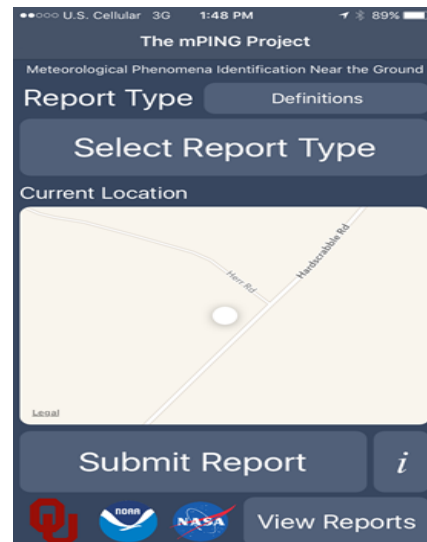 U.S. Cellular 3G 1:48 PM 89%
The mPING Project
Meteorological Phenomena Identification Near the Ground
Report Type Definitions
Select Report Type
Current Location
Hardscrabble Rd
Herr Rd
Legal
Submit Report i
OU NOAA NASA View Reports